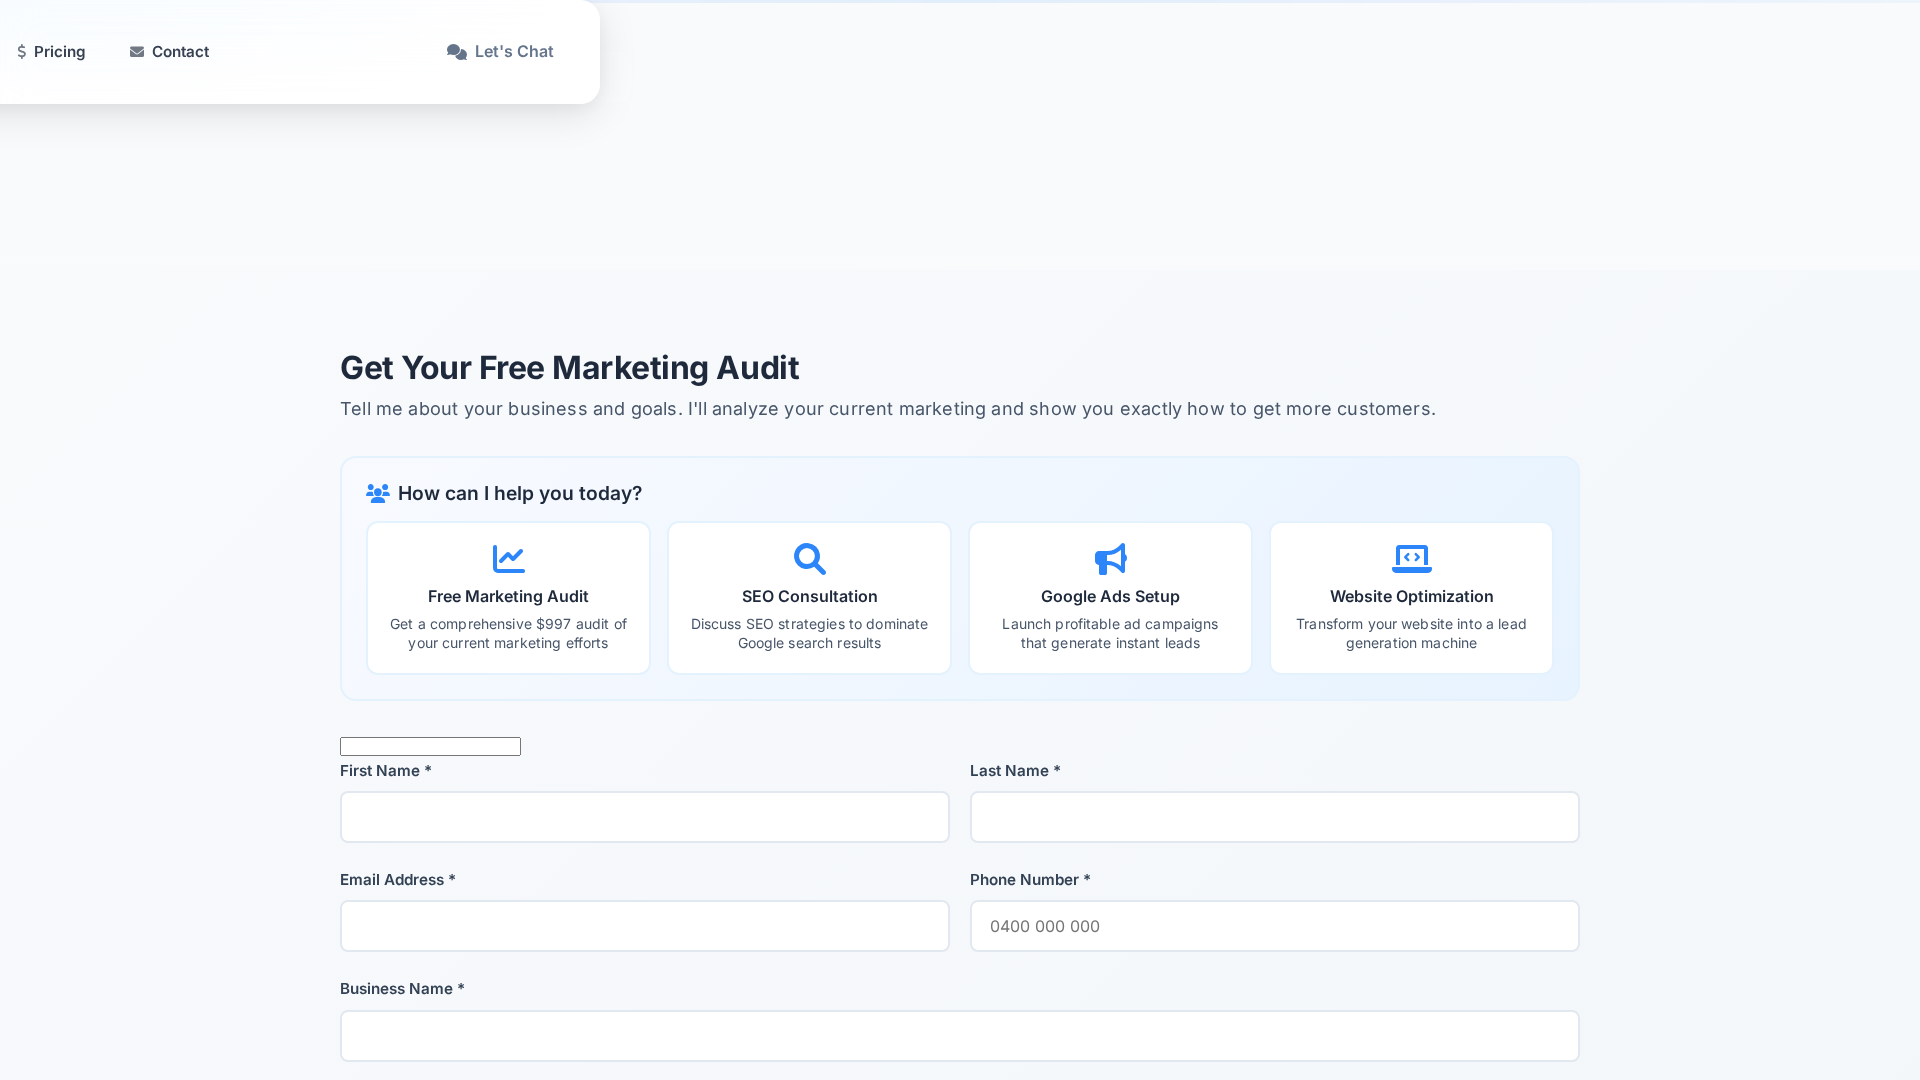 Pricing
Contact
Let's Chat
Get Your Free Marketing Audit
Tell me about your business and goals. I'll analyze your current marketing and show you exactly how to get more customers.
How can I help you today?
Free Marketing Audit
Get a comprehensive $997 audit of
your current marketing efforts
SEO Consultation
Discuss SEO strategies to dominate
Google search results
Google Ads Setup
Launch profitable ad campaigns
that generate instant leads
Website Optimization
Transform your website into a lead
generation machine
First Name *
Last Name *
Email Address *
Phone Number *
0400 000 000
Business Name *